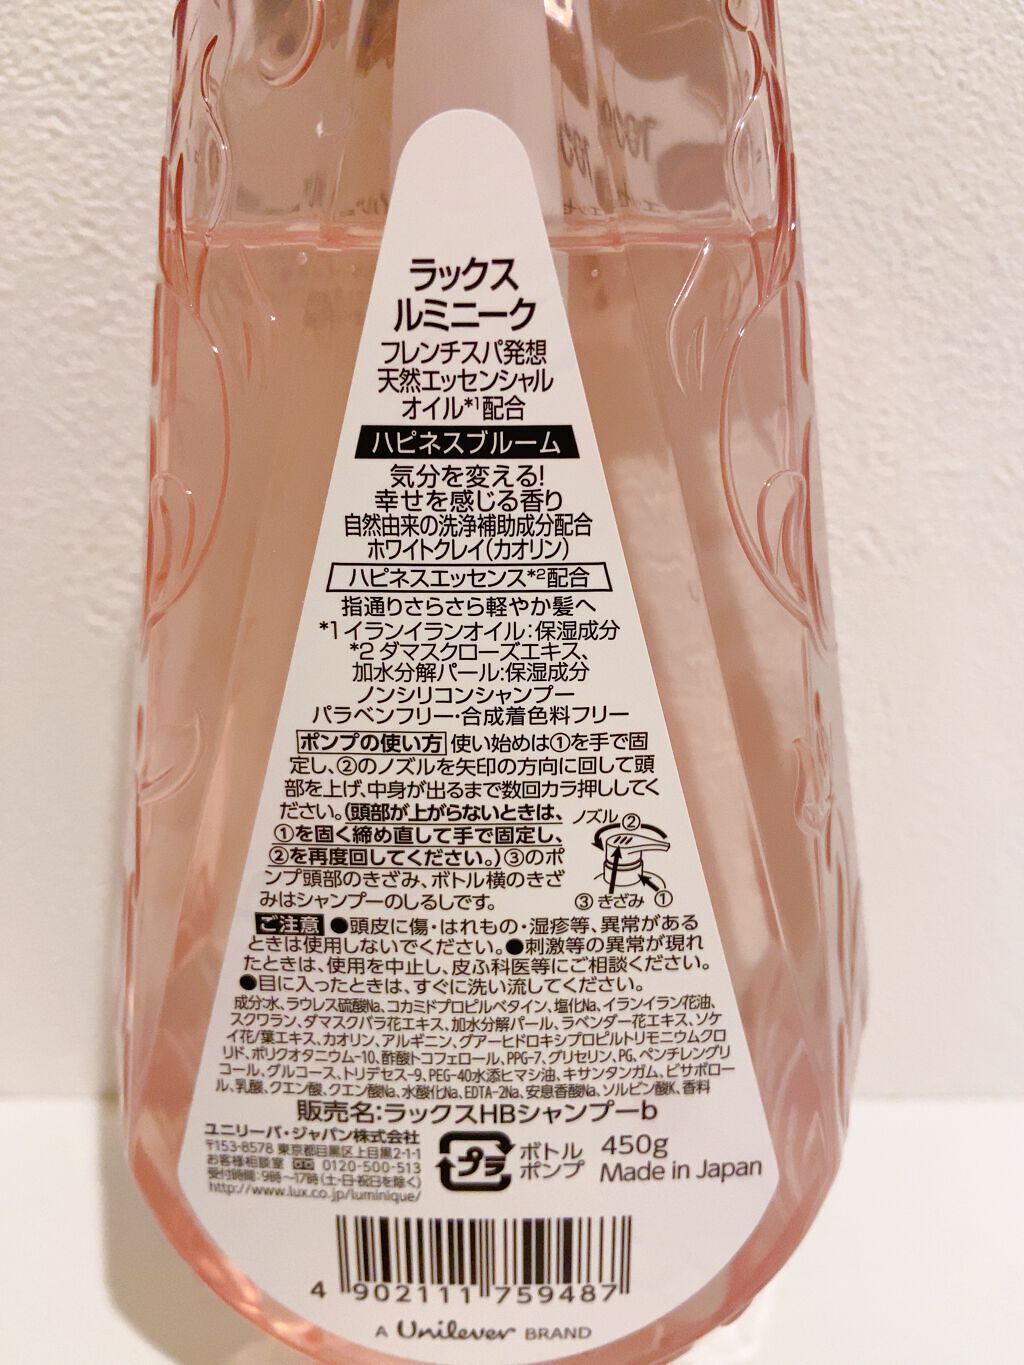 ラックス
ルミニーク
フレンチスパ発想
天然エッセンシャル
オイル*1配合
ハピネスブルーム
気分を変える!
幸せを感じる香り
自然由来の洗浄補助成分配合
ホワイトクレイ(カオリン)
ハピネスエッセンス*2配合
指通りさらさら軽やか髪へ
*1イランイランオイル:保湿成分
*2ダマスクローズエキス、
加水分解パール:保湿成分
ノンシリコンシャンプー
パラベンフリー・合成着色料フリー
ポンプの使い方 使い始めは①を手で固
定し、②のノズルを矢印の方向に回して頭
部を上げ、中身が出るまで数回カラ押ししてく
ださい。(頭部が上がらないときは、
①を固く締め直して手で固定し、
②を再度回してください。)③のポ
ンプ頭部のきざみ、ボトル横のきざ
みはシャンプーのしるしです。
ノズル②
③きざみ ①
ご注意 ●頭皮に傷・はれもの・湿疹等、異常がある
ときは使用しないでください。●刺激等の異常が現れ
たときは、使用を中止し、皮ふ科医等にご相談ください。
●目に入ったときは、すぐに洗い流してください。
成分:水、ラウレス硫酸Na、コカミドプロピルベタイン、塩化Na、イランイラン花油、
スクワラン、ダマスクバラ花エキス、加水分解パール、ラベンダー花エキス、ソケ
イ花/葉エキス、カオリン、アルギニン、グアーヒドロキシプロピルトリモニウムクロ
リド、ポリクオタニウム-10、酢酸トコフェロール、PPG-7、グリセリン、PG、ペンチレングリ
コール、グルコース、トリデセス-9、PEG-40水添ヒマシ油、キサンタンガム、ビサボロー
ル、乳酸、クエン酸、クエン酸Na、水酸化Na、EDTA-2Na、安息香酸Na、ソルビン酸K、香料
販売名:ラックスHBシャンプーb
ユニリーバ・ジャパン株式会社
〒153-8578 東京都目黒区上目黒2-1-1
お客様相談室 0120-500-513
受付時間:9時~17時(土・日・祝日を除く)
http://www.lux.co.jp/luminique/
プラ
ボトル
ポンプ
450g
Made in Japan
4 902111 759487
A Unilever BRAND